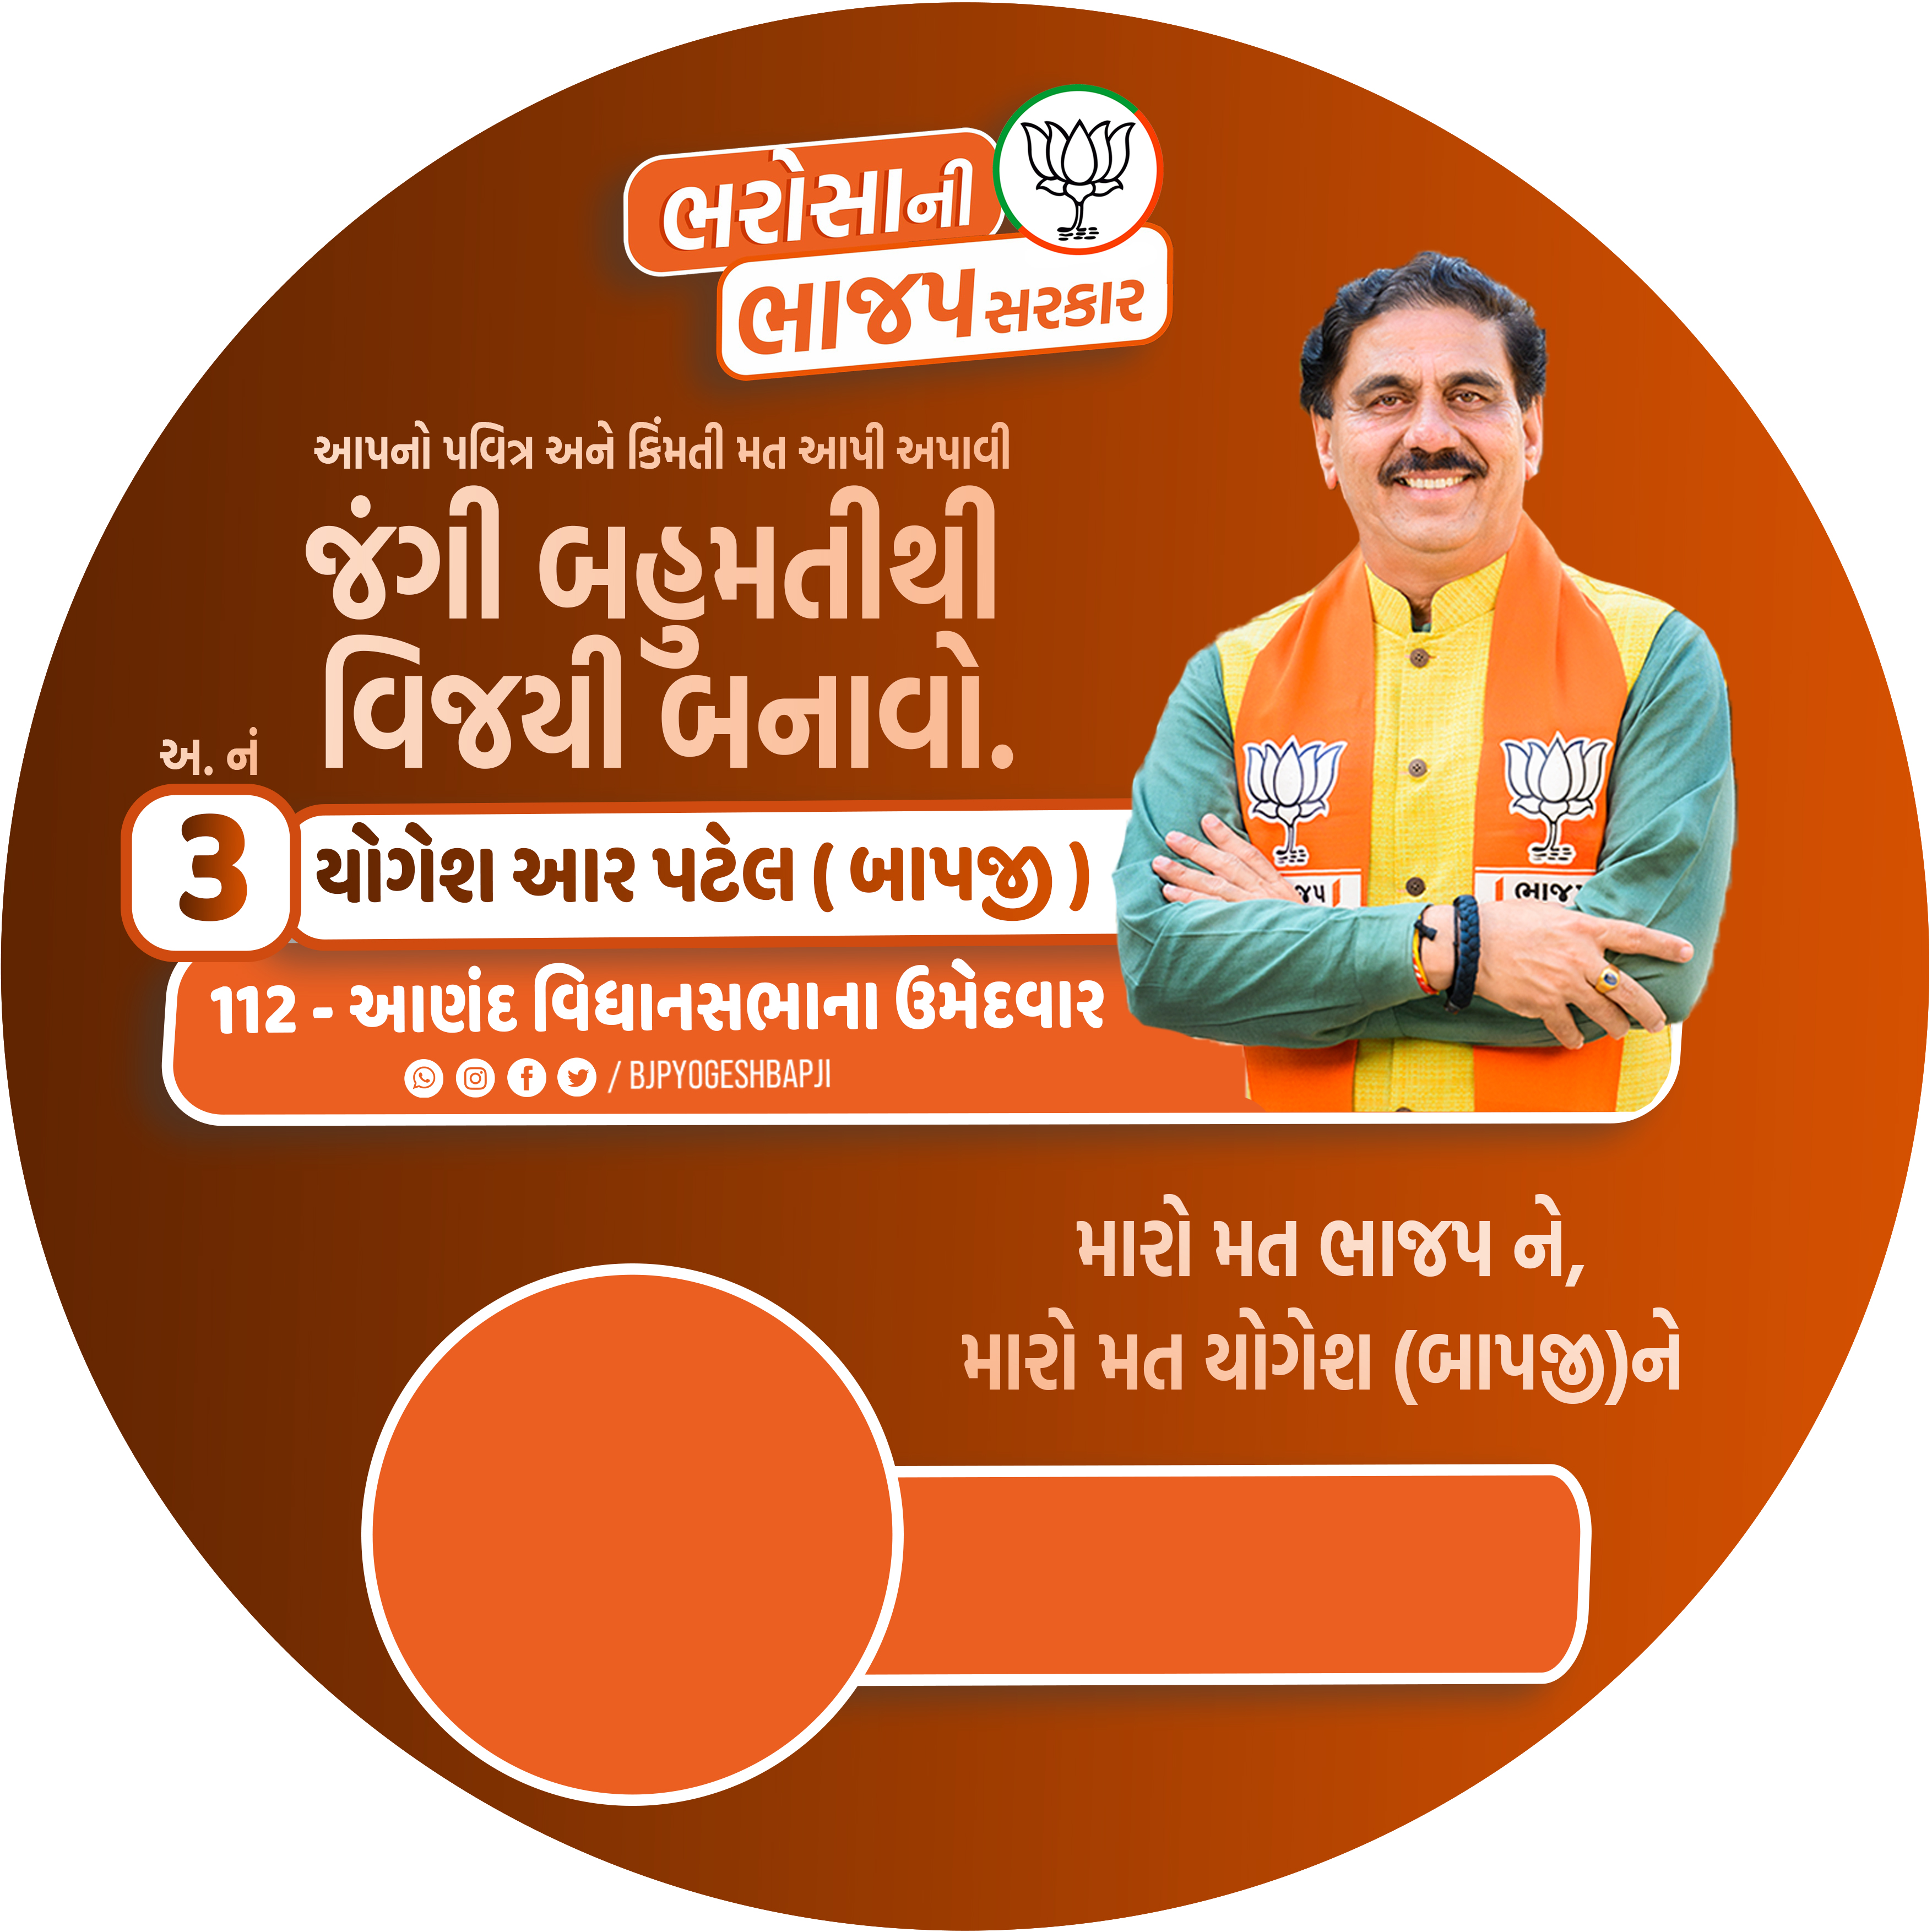 ભરોસાની
ભાજપ સરકાર
આપનો પવિત્ર અને કિંમતી મત આપી અપાવી
જંગી બહુમતીથી
વિજયી બનાવો.
અ. નં
૩ યોગેશ આર પટેલ ( બાપજી )
112 - આણંદ વિધાનસભાના ઉમેદવાર
/ BJPYOGESHBAPJI
મારો મત ભાજપ ને,
મારો મત યોગેશ (બાપજી)ને